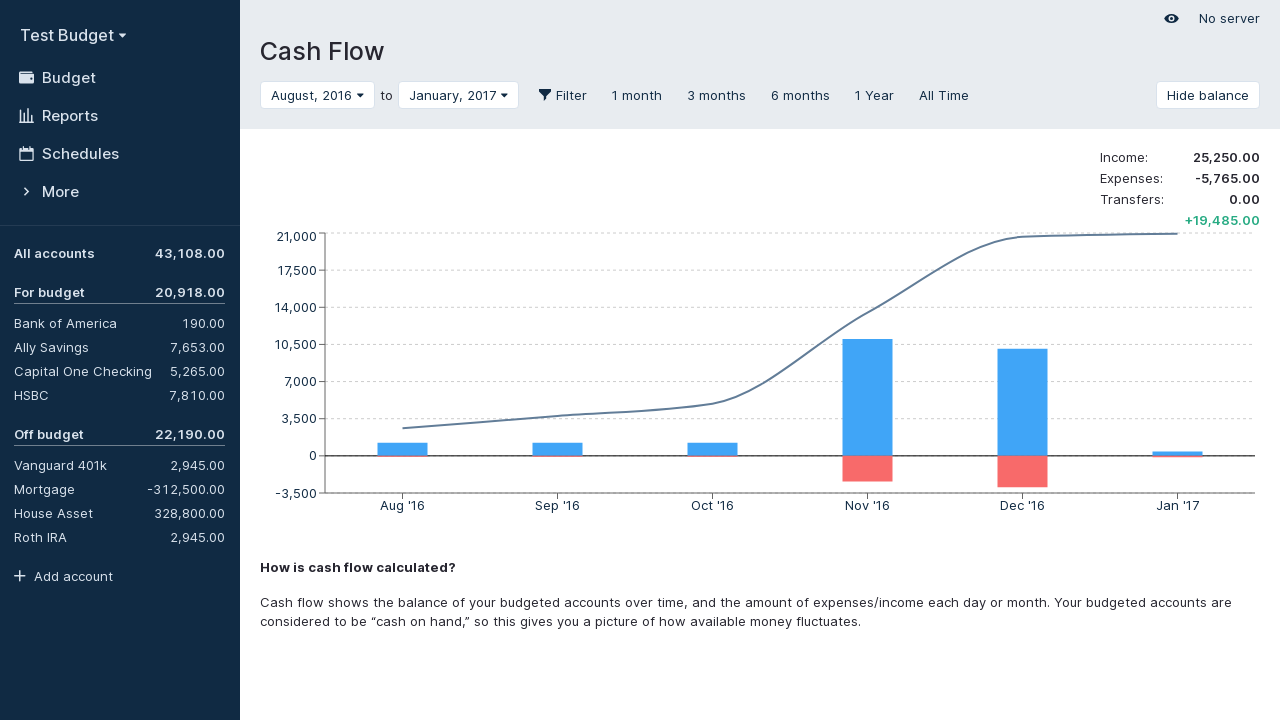 Test Budget
Budget
Reports
Schedules
More
All accounts 43,108.00
For budget 20,918.00
Bank of America 190.00
Ally Savings 7,653.00
Capital One Checking 5,265.00
HSBC 7,810.00
Off budget 22,190.00
Vanguard 401k 2,945.00
Mortgage -312,500.00
House Asset 328,800.00
Roth IRA 2,945.00
Add account
No server
Cash Flow
August, 2016 to January, 2017 Filter 1 month 3 months 6 months 1 Year All Time Hide balance
Income: 25,250.00
Expenses: -5,765.00
Transfers: 0.00
+19,485.00
21,000
17,500
14,000
10,500
7,000
3,500
0
-3,500
Aug '16 Sep '16 Oct '16 Nov '16 Dec '16 Jan '17
How is cash flow calculated?
Cash flow shows the balance of your budgeted accounts over time, and the amount of expenses/income each day or month. Your budgeted accounts are
considered to be “cash on hand,” so this gives you a picture of how available money fluctuates.